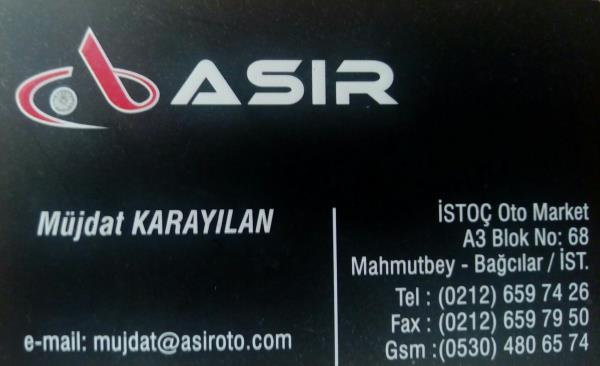 ASIR
Müjdat KARAYILAN
e-mail: mujdat@asiroto.com
İSTOÇ Oto Market
A3 Blok No: 68
Mahmutbey - Bağcılar / İST.
Tel : (0212) 659 74 26
Fax : (0212) 659 79 50
Gsm :(0530) 480 65 74